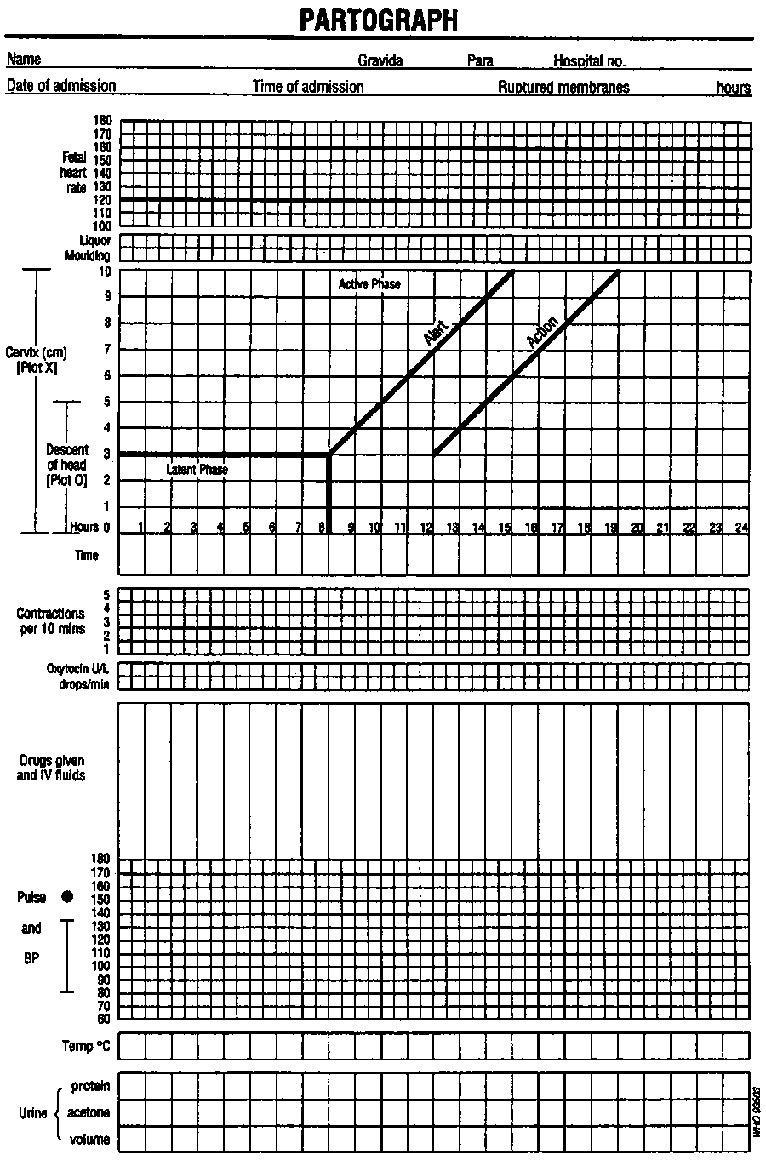 PARTOGRAPH
Name Gravida Para Hospital no.
Date of admission Time of admission Ruptured membranes hours
180
170
160
Fetal 150
heart 140
rate 130
120
110
100
Liquor
Moulding
10
Active Phase
9
8
Alert
Action
Cervix (cm) 7
[Plot X]
6
5
4
Descent 3
of head
Latent Phase
[Plot O] 2
1
Hours 0 1 2 3 4 5 6 7 8 9 10 11 12 13 14 15 16 17 18 19 20 21 22 23 24
Time
5
Contractions 4
per 10 mins 3
2
1
Oxytocin U/L
drops/min
Drugs given
and IV fluids
180
170
160
Pulse 150
140
and 130
120
110
BP 100
90
80
70
60
Temp °C
protein
Urine acetone
volume